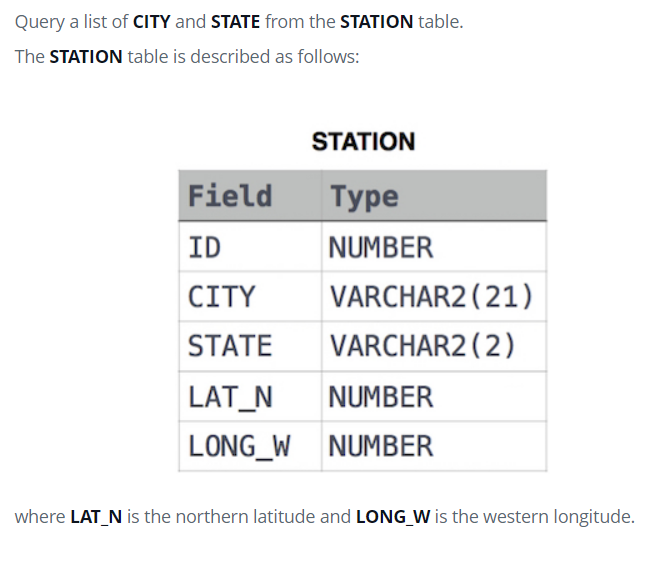 Query a list of CITY and STATE from the STATION table.
The STATION table is described as follows:
STATION
Field Type
ID NUMBER
CITY VARCHAR2(21)
STATE VARCHAR2(2)
LAT_N NUMBER
LONG_W NUMBER
where LAT_N is the northern latitude and LONG_W is the western longitude.